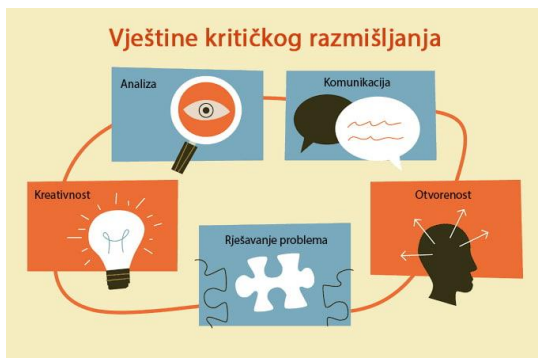 Vještine kritičkog razmišljanja
Analiza
Komunikacija
Kreativnost
Otvorenost
Rješavanje problema